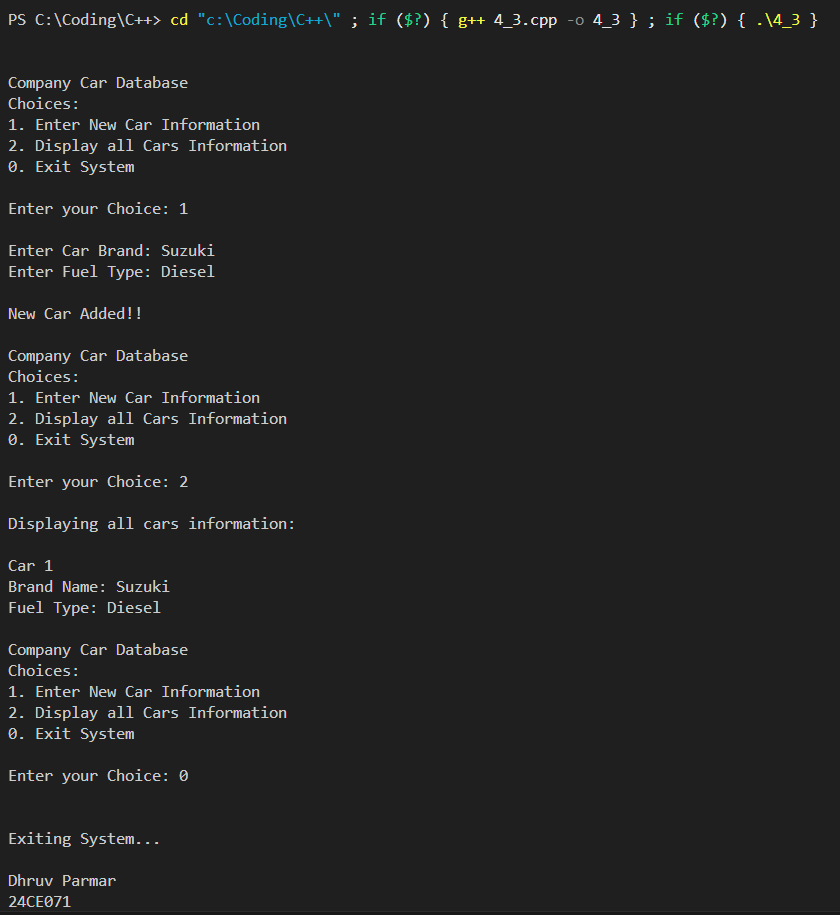 PS C:\Coding\C++> cd "c:\Coding\C++\" ; if ($?) { g++ 4_3.cpp -o 4_3 } ; if ($?) { .\4_3 }
Company Car Database
Choices:
1. Enter New Car Information
2. Display all Cars Information
0. Exit System
Enter your Choice: 1
Enter Car Brand: Suzuki
Enter Fuel Type: Diesel
New Car Added!!
Company Car Database
Choices:
1. Enter New Car Information
2. Display all Cars Information
0. Exit System
Enter your Choice: 2
Displaying all cars information:
Car 1
Brand Name: Suzuki
Fuel Type: Diesel
Company Car Database
Choices:
1. Enter New Car Information
2. Display all Cars Information
0. Exit System
Enter your Choice: 0
Exiting System...
Dhruv Parmar
24CE071